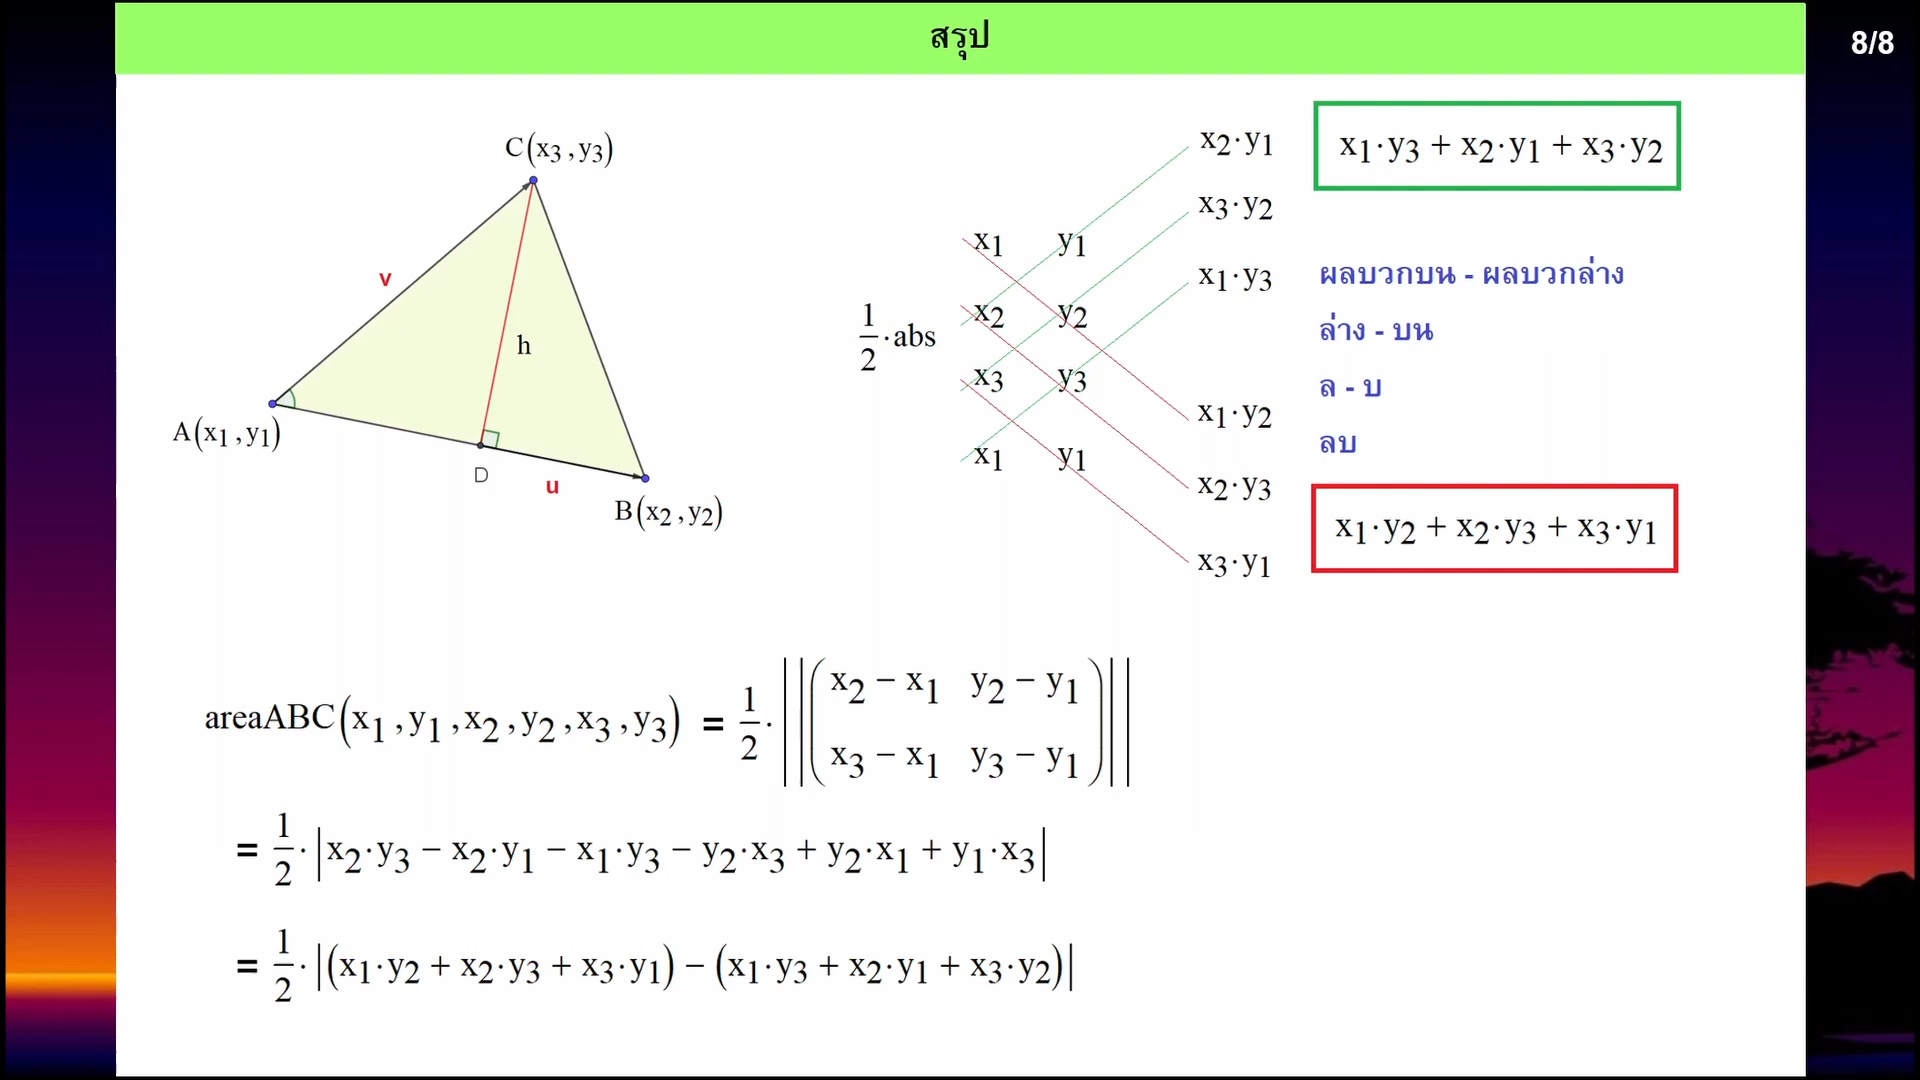 สรุป
8/8
C(x₃ , y₃)
v
h
A(x₁ , y₁)
D
u
B(x₂ , y₂)
1/2 · abs
x₁ y₁
x₂ y₂
x₃ y₃
x₁ y₁
x₂·y₁
x₃·y₂
x₁·y₃
x₁·y₂
x₂·y₃
x₃·y₁
x₁·y₃ + x₂·y₁ + x₃·y₂
ผลบวกบน - ผลบวกล่าง
ล่าง - บน
ล - บ
ลบ
x₁·y₂ + x₂·y₃ + x₃·y₁
areaABC(x₁ , y₁ , x₂ , y₂ , x₃ , y₃) = 1/2 · | |( x₂ − x₁ y₂ − y₁
x₃ − x₁ y₃ − y₁ )| |
= 1/2 · |x₂·y₃ − x₂·y₁ − x₁·y₃ − y₂·x₃ + y₂·x₁ + y₁·x₃|
= 1/2 · |(x₁·y₂ + x₂·y₃ + x₃·y₁) − (x₁·y₃ + x₂·y₁ + x₃·y₂)|